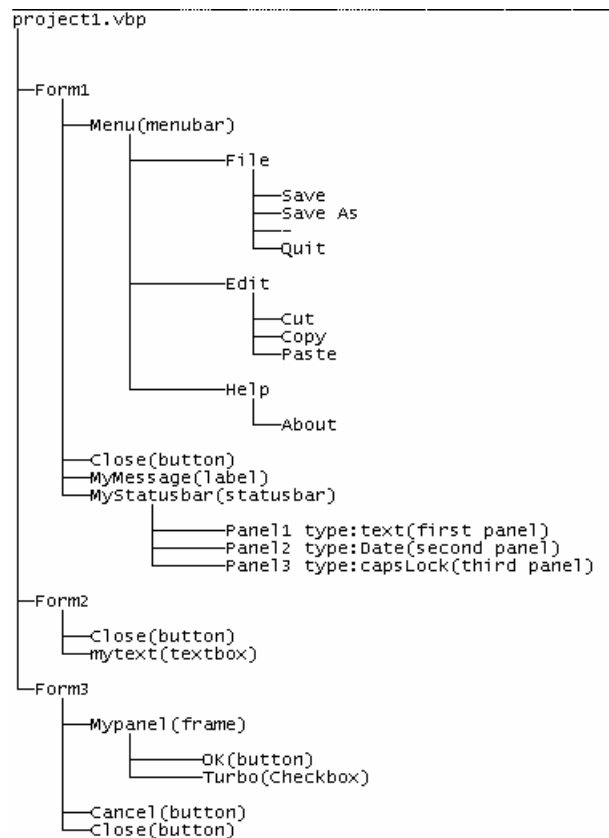 project1.vbp
Form1
Menu(menubar)
File
Save
Save As
-
Quit
Edit
Cut
Copy
Paste
Help
About
Close(button)
MyMessage(label)
MyStatusbar(statusbar)
Panel1 type:text(first panel)
Panel2 type:Date(second panel)
Panel3 type:capsLock(third panel)
Form2
Close(button)
mytext(textbox)
Form3
Mypanel(frame)
OK(button)
Turbo(Checkbox)
Cancel(button)
Close(button)